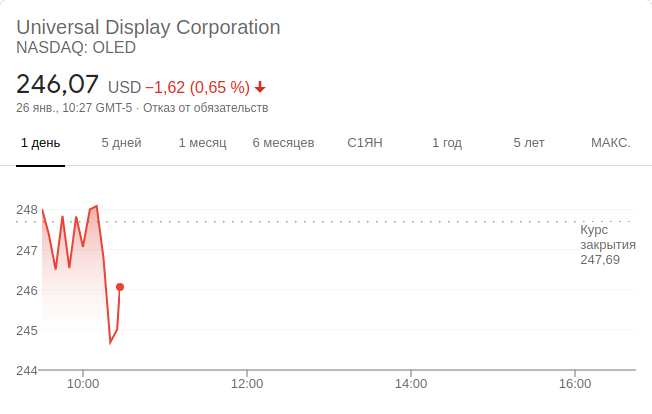 Universal Display Corporation
NASDAQ: OLED
246,07 USD −1,62 (0,65 %)
26 янв., 10:27 GMT-5 · Отказ от обязательств
1 день 5 дней 1 месяц 6 месяцев С1ЯН 1 год 5 лет МАКС.
248
Курс
закрытия
247,69
247
246
245
244
10:00 12:00 14:00 16:00